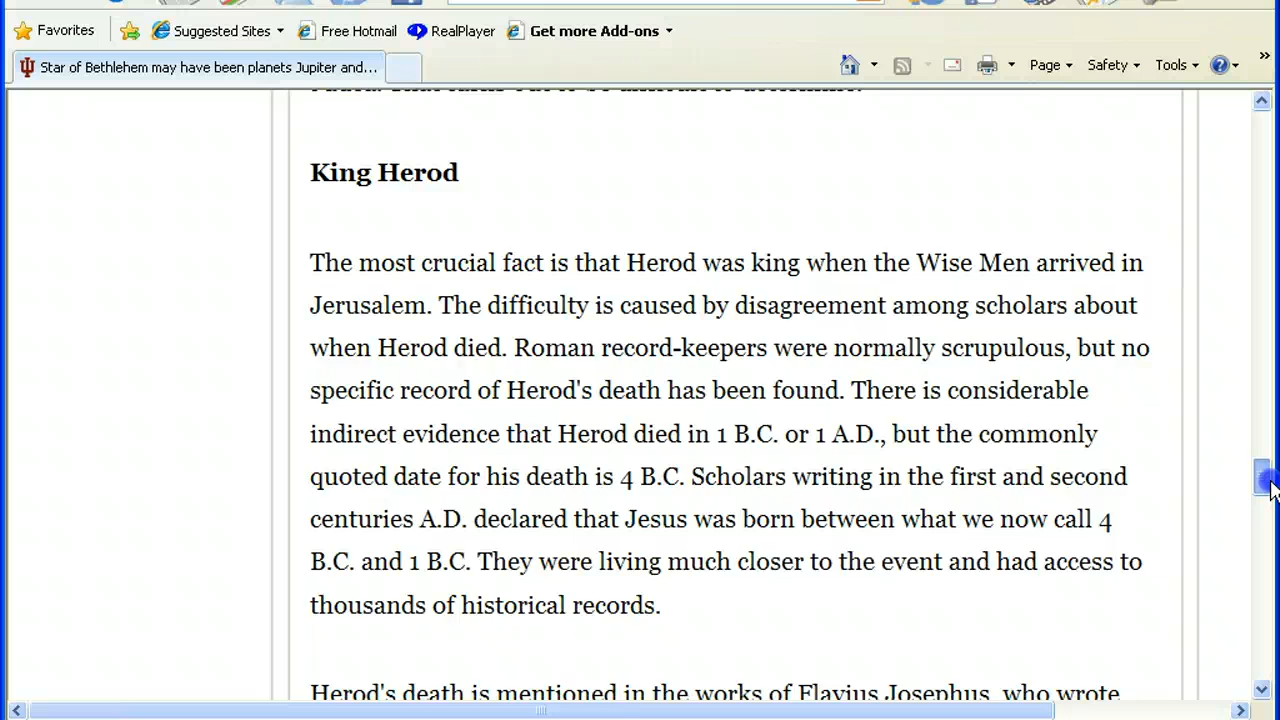 Favorites Suggested Sites Free Hotmail RealPlayer Get more Add-ons
Star of Bethlehem may have been planets Jupiter and... Page Safety Tools
King Herod
The most crucial fact is that Herod was king when the Wise Men arrived in
Jerusalem. The difficulty is caused by disagreement among scholars about
when Herod died. Roman record-keepers were normally scrupulous, but no
specific record of Herod's death has been found. There is considerable
indirect evidence that Herod died in 1 B.C. or 1 A.D., but the commonly
quoted date for his death is 4 B.C. Scholars writing in the first and second
centuries A.D. declared that Jesus was born between what we now call 4
B.C. and 1 B.C. They were living much closer to the event and had access to
thousands of historical records.
Herod's death is mentioned in the works of Flavius Josephus, who wrote